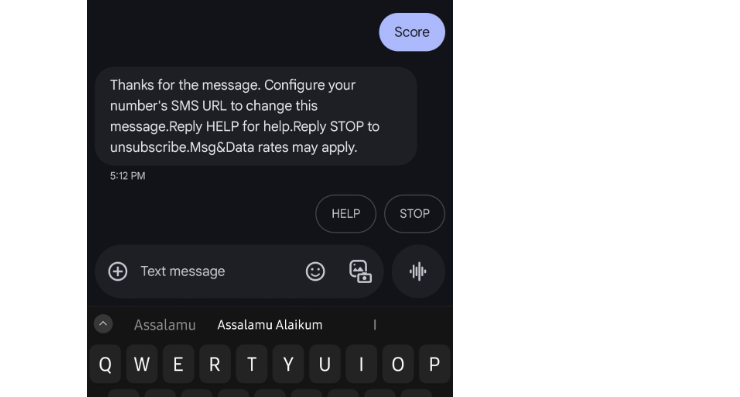 Score
Thanks for the message. Configure your
number's SMS URL to change this
message.Reply HELP for help.Reply STOP to
unsubscribe.Msg&Data rates may apply.
5:12 PM
HELP STOP
Text message
Assalamu Assalamu Alaikum
Q W E R T Y U I O P